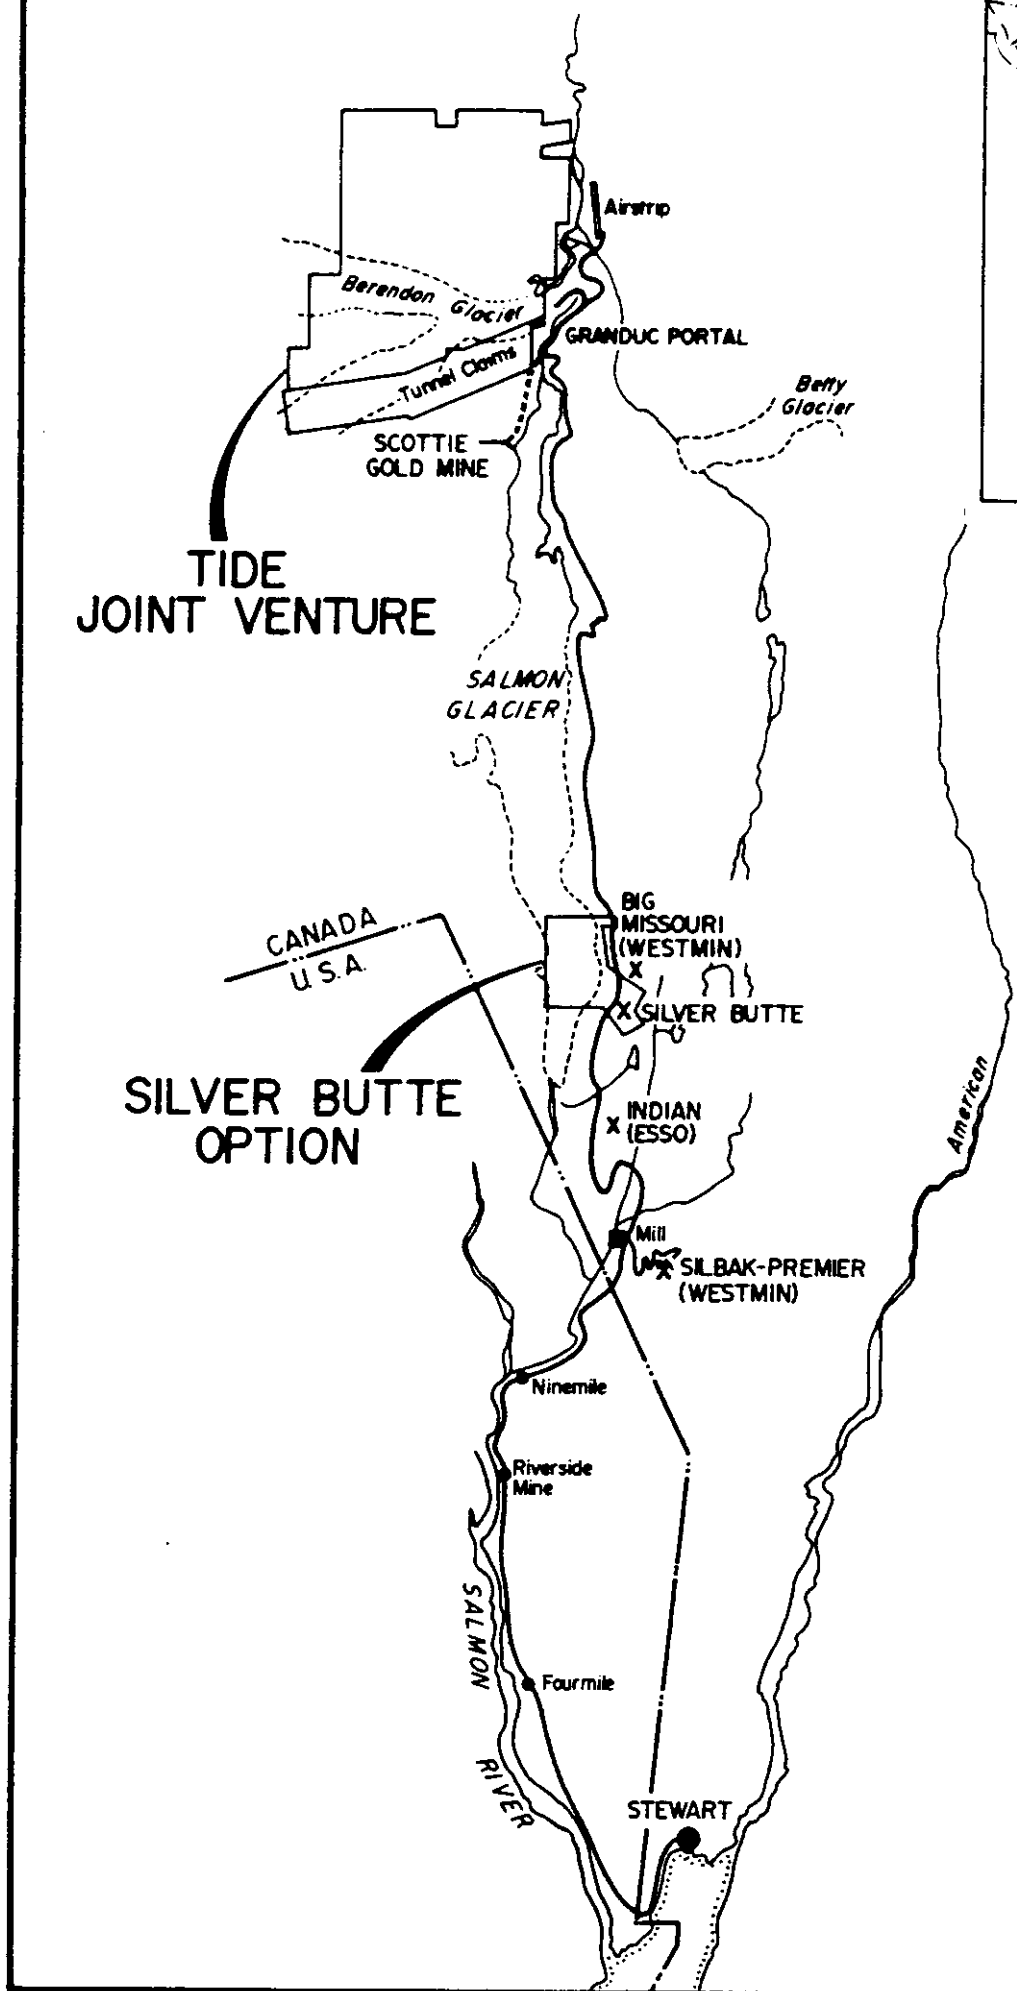 Airstrip
Berendon Glacier
GRANDUC PORTAL
Tunnel Claims
Betty
Glacier
SCOTTIE
GOLD MINE
TIDE
JOINT VENTURE
SALMON
GLACIER
BIG
MISSOURI
(WESTMIN)
X
CANADA
U.S.A.
X SILVER BUTTE
SILVER BUTTE
OPTION
American
X INDIAN
(ESSO)
Mill
X SILBAK-PREMIER
(WESTMIN)
Ninemile
Riverside
Mine
SALMON
Fourmile
RIVER
STEWART